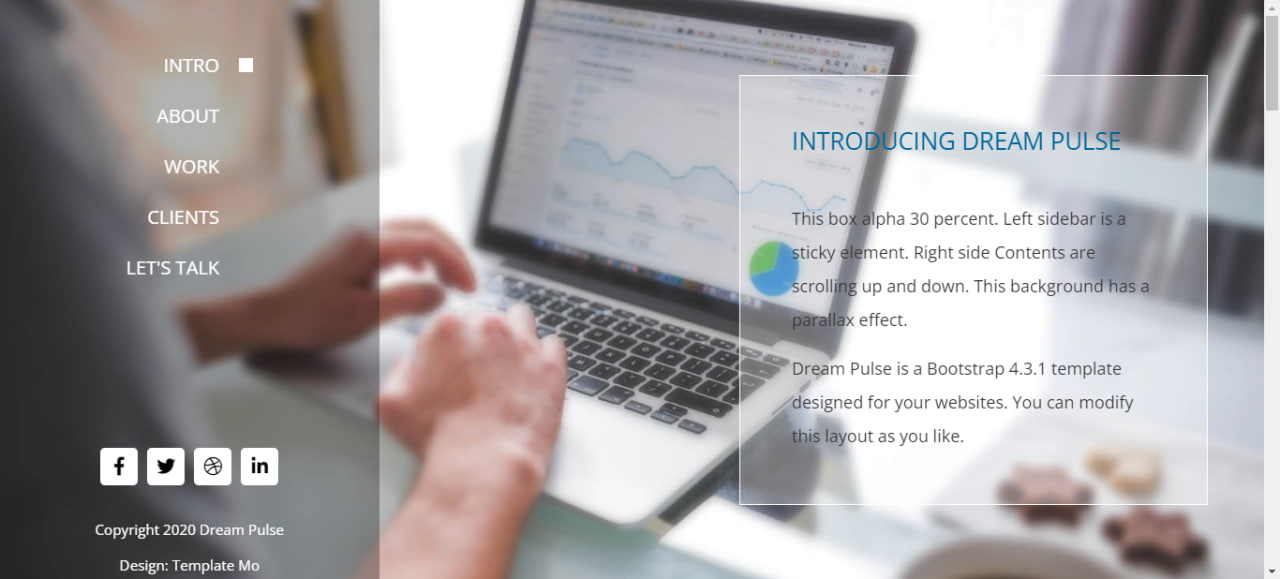 INTRO
ABOUT
WORK
CLIENTS
LET'S TALK
Copyright 2020 Dream Pulse
Design: Template Mo
INTRODUCING DREAM PULSE
This box alpha 30 percent. Left sidebar is a
sticky element. Right side Contents are
scrolling up and down. This background has a
parallax effect.
Dream Pulse is a Bootstrap 4.3.1 template
designed for your websites. You can modify
this layout as you like.